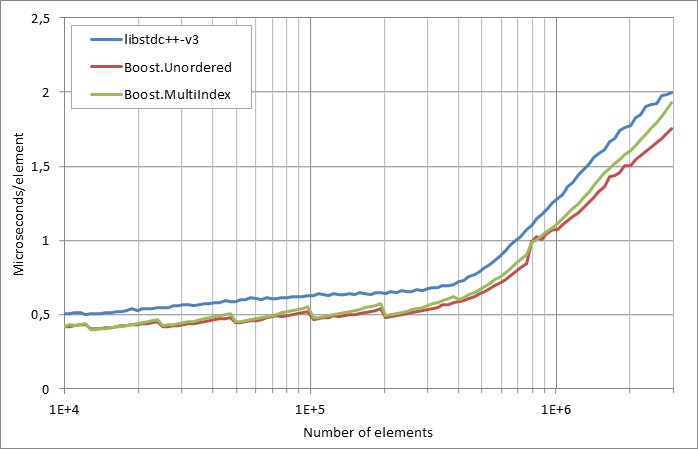 2,5
2
1,5
1
0,5
0
Microseconds/element
libstdc++-v3
Boost.Unordered
Boost.MultiIndex
1E+4
1E+5
1E+6
Number of elements